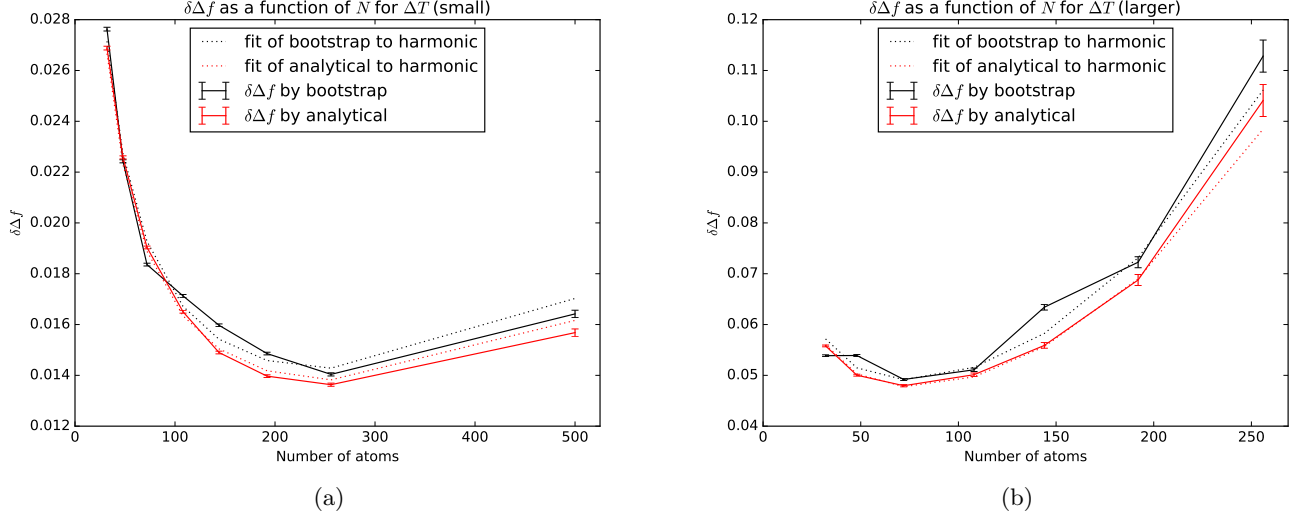 δΔf as a function of N for ΔT (small)
fit of bootstrap to harmonic
fit of analytical to harmonic
δΔf by bootstrap
δΔf by analytical
0.028
0.026
0.024
0.022
0.020
0.018
0.016
0.014
0.012
δΔf
0 100 200 300 400 500
Number of atoms
(a)
δΔf as a function of N for ΔT (larger)
fit of bootstrap to harmonic
fit of analytical to harmonic
δΔf by bootstrap
δΔf by analytical
0.12
0.11
0.10
0.09
0.08
0.07
0.06
0.05
0.04
δΔf
0 50 100 150 200 250
Number of atoms
(b)